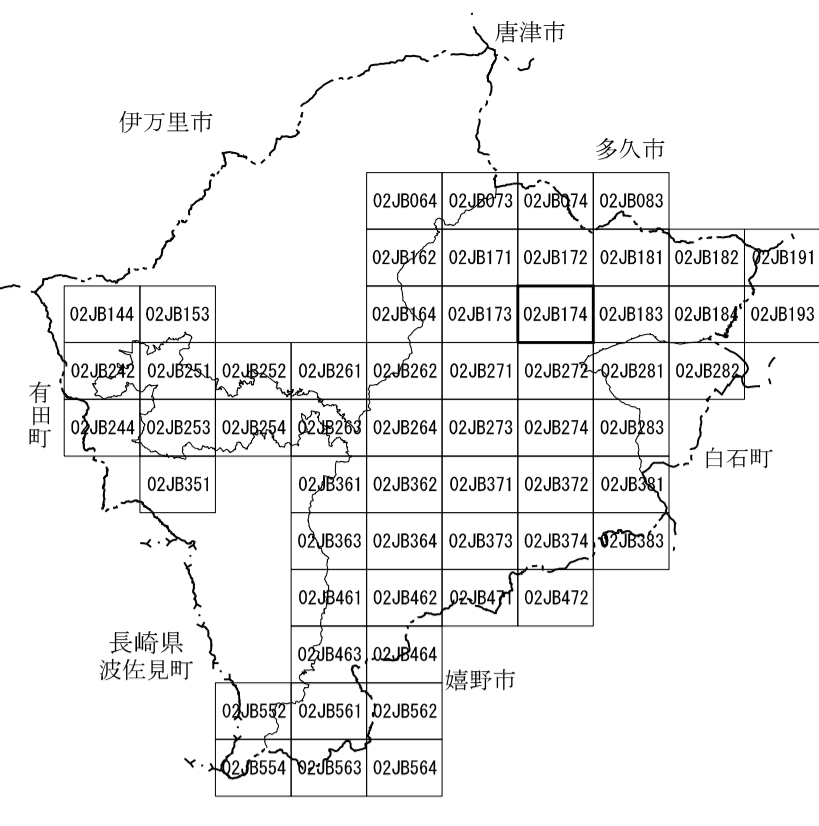 唐津市
伊万里市
多久市
02JB064 02JB073 02JB074 02JB083
02JB162 02JB171 02JB172 02JB181 02JB182 02JB191
02JB144 02JB153 02JB164 02JB173 02JB174 02JB183 02JB184 02JB193
02JB242 02JB251 02JB252 02JB261 02JB262 02JB271 02JB272 02JB281 02JB282
有田町
02JB244 02JB253 02JB254 02JB263 02JB264 02JB273 02JB274 02JB283
白石町
02JB351 02JB361 02JB362 02JB371 02JB372 02JB381
02JB363 02JB364 02JB373 02JB374 02JB383
02JB461 02JB462 02JB471 02JB472
長崎県
波佐見町
02JB463 02JB464
嬉野市
02JB552 02JB561 02JB562
02JB554 02JB563 02JB564